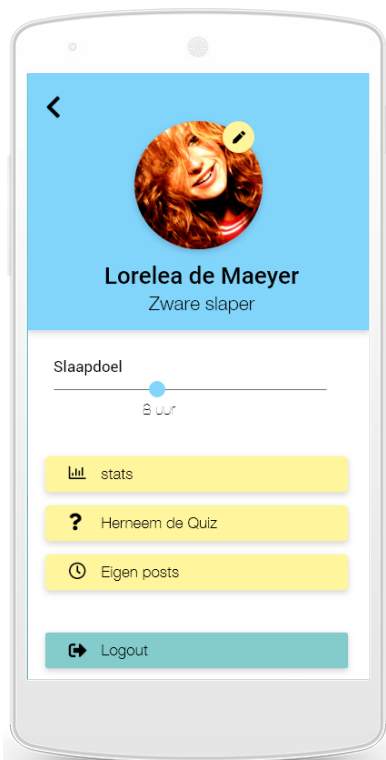 Lorelea de Maeyer
Zware slaper
Slaapdoel
8 uur
stats
Herneem de Quiz
Eigen posts
Logout